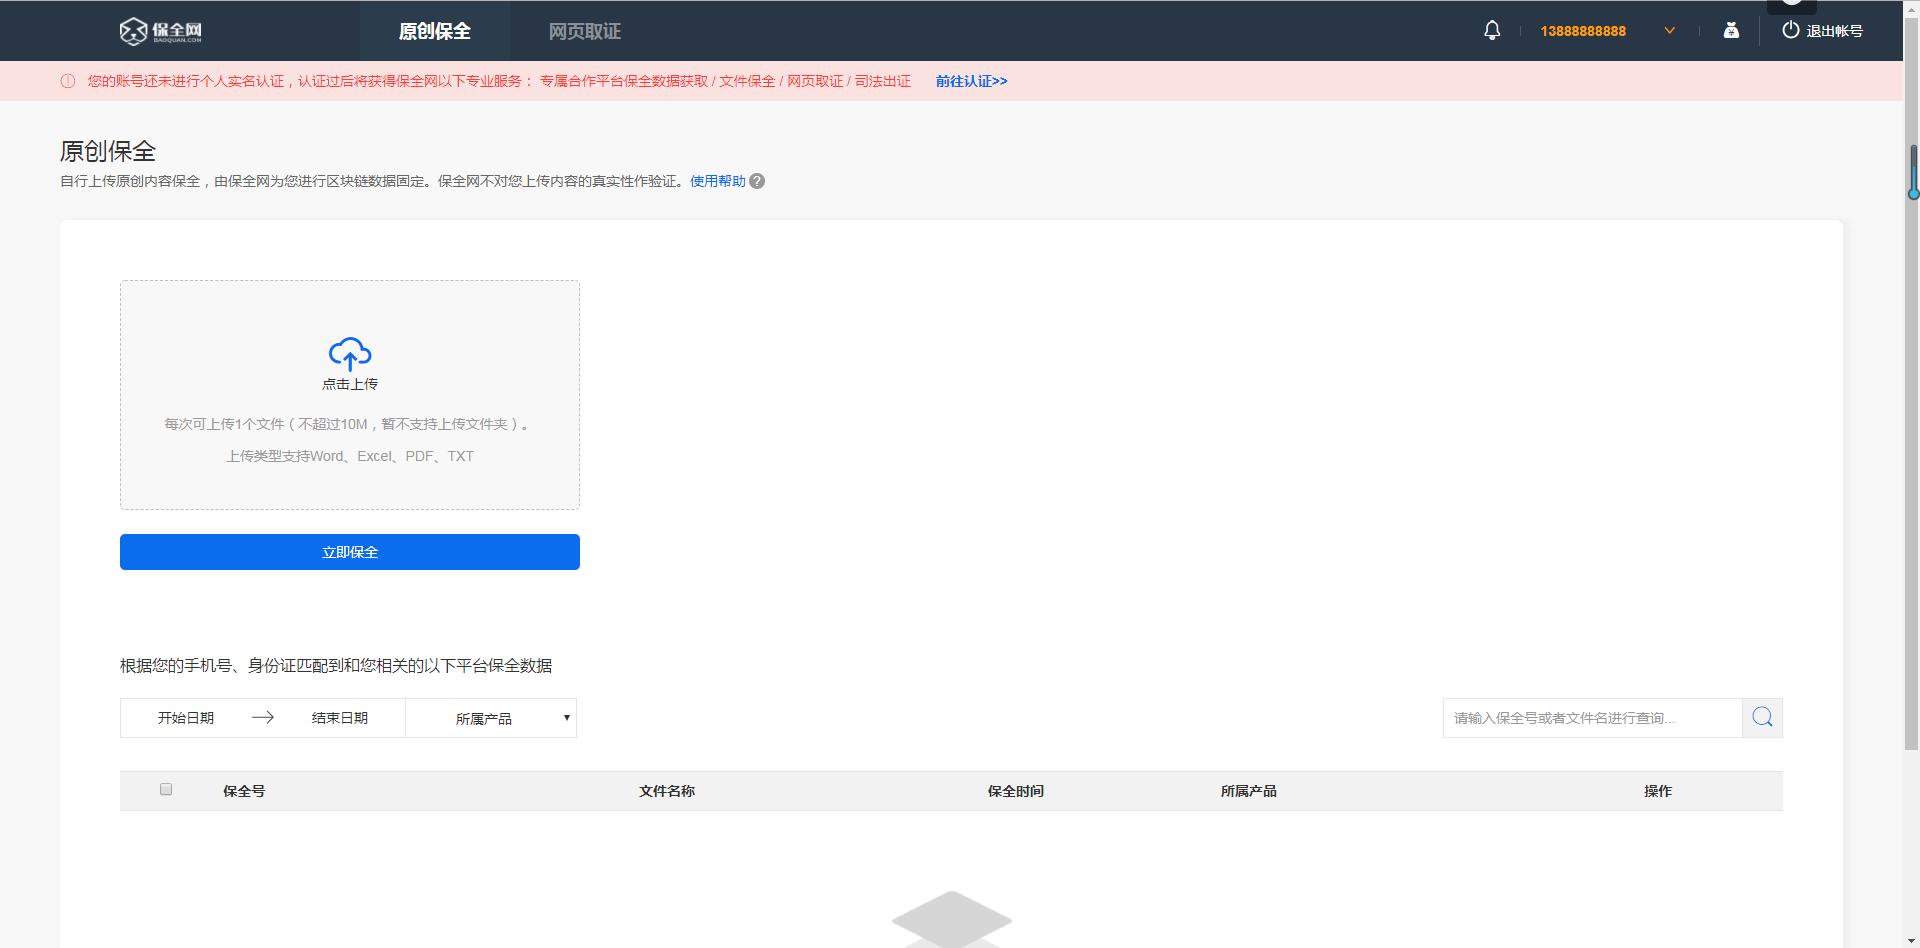 保全网
BAOQUAN.COM
原创保全
网页取证
13888888888
退出帐号
您的账号还未进行个人实名认证，认证过后将获得保全网以下专业服务： 专属合作平台保全数据获取 / 文件保全 / 网页取证 / 司法出证 前往认证>>
原创保全
自行上传原创内容保全，由保全网为您进行区块链数据固定。保全网不对您上传内容的真实性作验证。使用帮助 ?
点击上传
每次可上传1个文件（不超过10M，暂不支持上传文件夹）。
上传类型支持Word、Excel、PDF、TXT
立即保全
根据您的手机号、身份证匹配到和您相关的以下平台保全数据
开始日期 结束日期 所属产品
请输入保全号或者文件名进行查询...
保全号 文件名称 保全时间 所属产品 操作